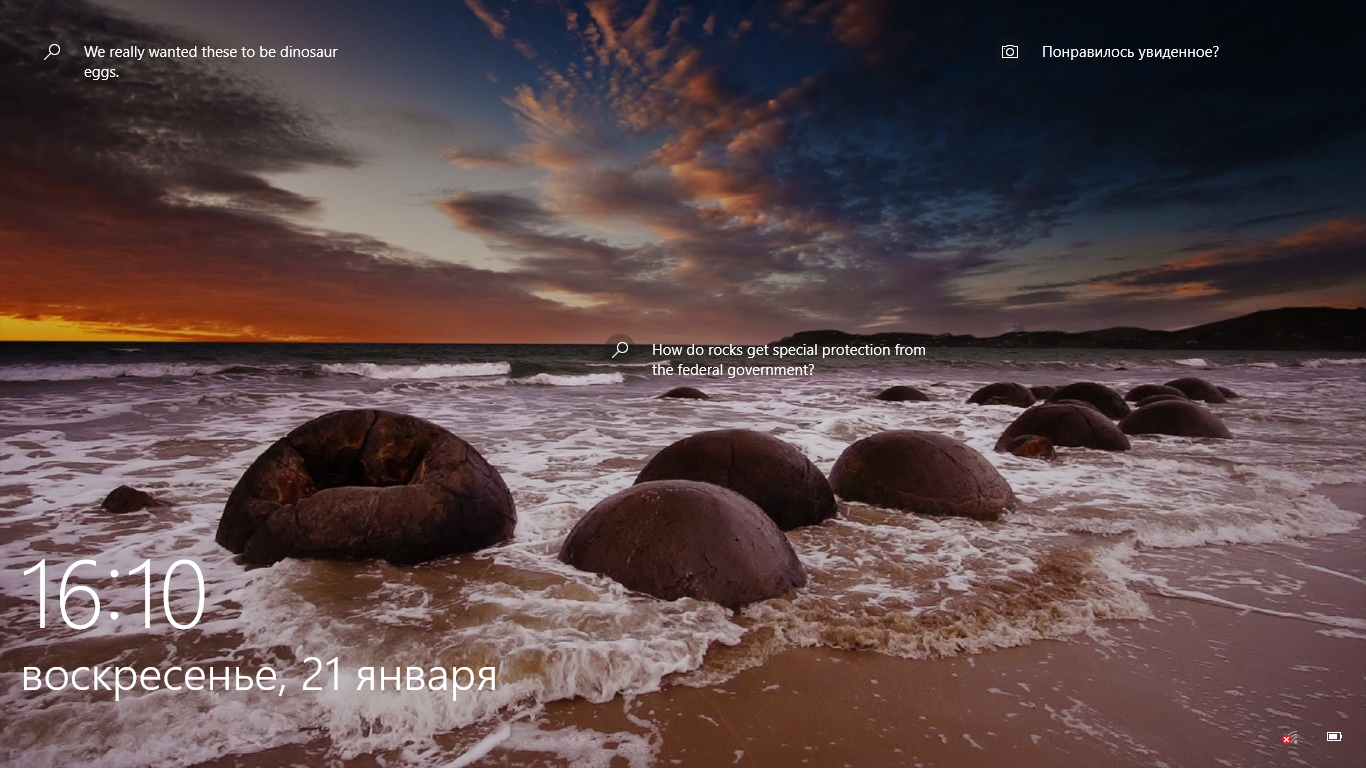 We really wanted these to be dinosaur
eggs.
Понравилось увиденное?
How do rocks get special protection from
the federal government?
16:10
воскресенье, 21 января